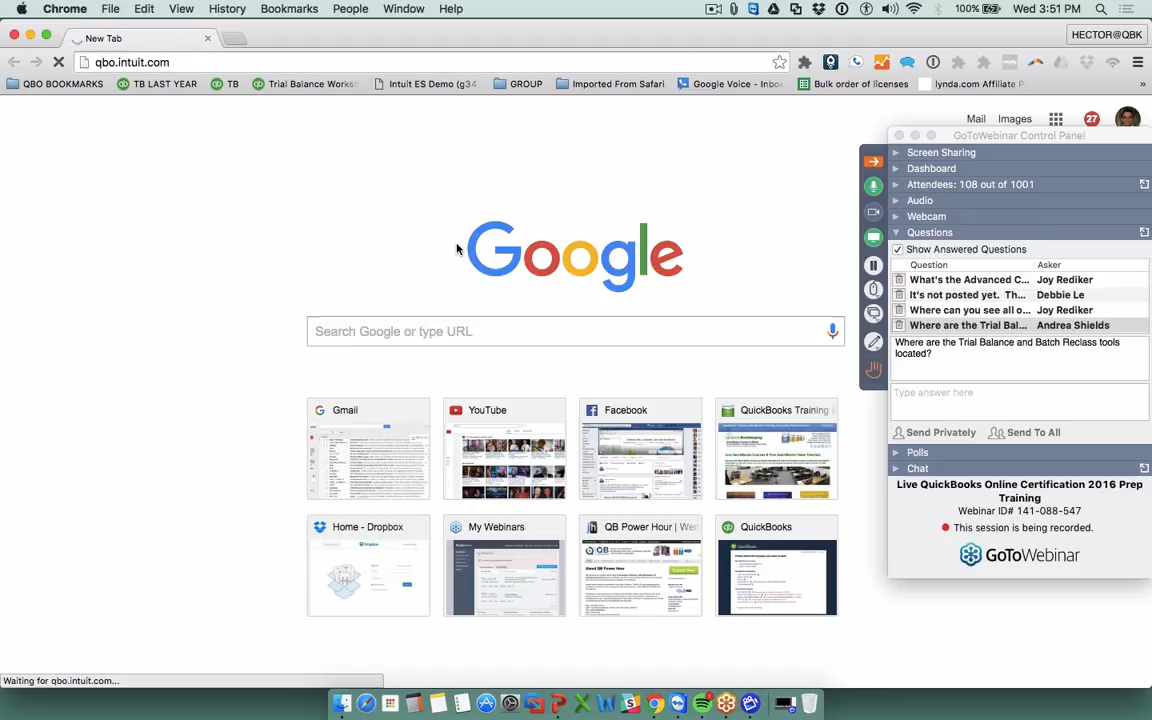 Chrome File Edit View History Bookmarks People Window Help 100% Wed 3:51 PM
New Tab HECTOR@QBK
qbo.intuit.com
QBO BOOKMARKS TB LAST YEAR TB Trial Balance Works Intuit ES Demo (g34 GROUP Imported From Safari Google Voice - Inbo Bulk order of licenses lynda.com Affiliate P »
Mail Images 27
GoToWebinar Control Panel
Screen Sharing
Dashboard
Attendees: 108 out of 1001
Audio
Webcam
Questions
Show Answered Questions
Question Asker
What's the Advanced C... Joy Rediker
It's not posted yet. Th... Debbie Le
Where can you see all o... Joy Rediker
Where are the Trial Bal... Andrea Shields
Where are the Trial Balance and Batch Reclass tools
located?
Type answer here
Send Privately Send To All
Polls
Chat
Live QuickBooks Online Certification 2016 Prep
Training
Webinar ID# 141-088-547
This session is being recorded.
GoToWebinar
Google
Search Google or type URL
Gmail YouTube Facebook QuickBooks Training
Home - Dropbox My Webinars QB Power Hour | We QuickBooks
Waiting for qbo.intuit.com...